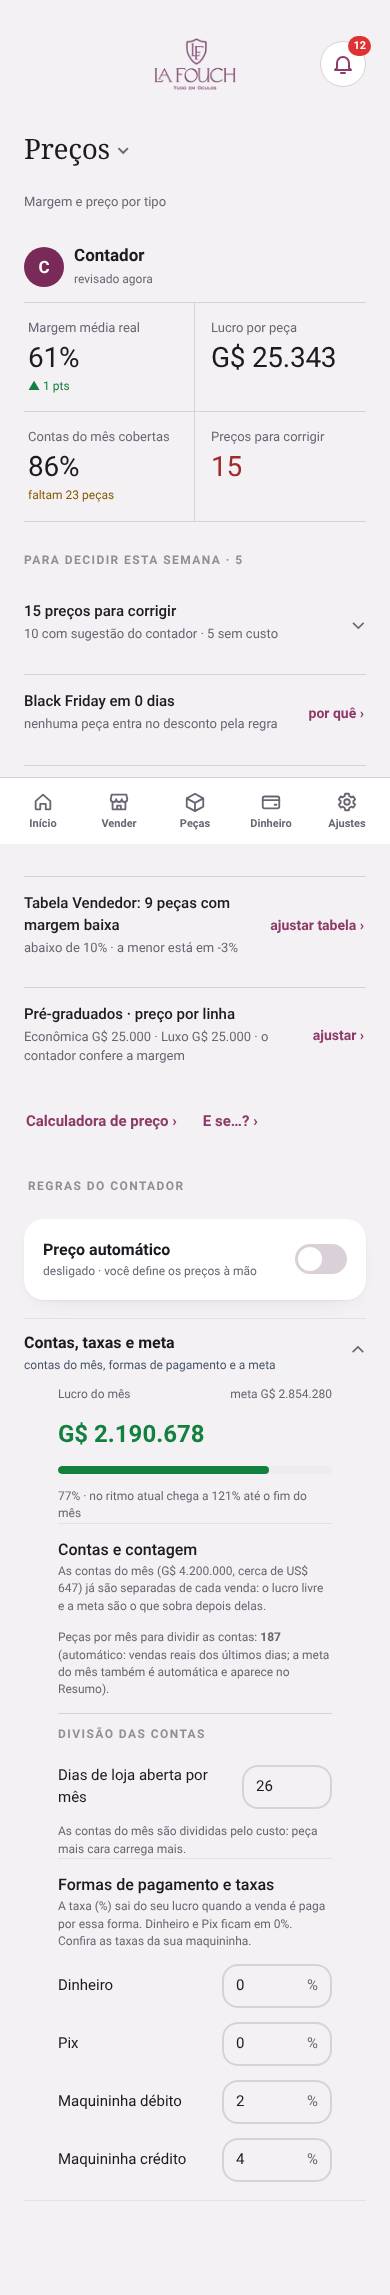 LA FOUCH
TUDO EM ÓCULOS
12
Preços
Margem e preço por tipo
C
Contador
revisado agora
Margem média real
61%
▲ 1 pts
Lucro por peça
G$ 25.343
Contas do mês cobertas
86%
faltam 23 peças
Preços para corrigir
15
PARA DECIDIR ESTA SEMANA · 5
15 preços para corrigir
10 com sugestão do contador · 5 sem custo
Black Friday em 0 dias
nenhuma peça entra no desconto pela regra
por quê ›
Início
Vender
Peças
Dinheiro
Ajustes
Tabela Vendedor: 9 peças com
margem baixa
abaixo de 10% · a menor está em -3%
ajustar tabela ›
Pré-graduados · preço por linha
Econômica G$ 25.000 · Luxo G$ 25.000 · o
contador confere a margem
ajustar ›
Calculadora de preço ›
E se…? ›
REGRAS DO CONTADOR
Preço automático
desligado · você define os preços à mão
Contas, taxas e meta
contas do mês, formas de pagamento e a meta
Lucro do mês
meta G$ 2.854.280
G$ 2.190.678
77% · no ritmo atual chega a 121% até o fim do
mês
Contas e contagem
As contas do mês (G$ 4.200.000, cerca de US$
647) já são separadas de cada venda: o lucro livre
e a meta são o que sobra depois delas.
Peças por mês para dividir as contas: 187
(automático: vendas reais dos últimos dias; a meta
do mês também é automática e aparece no
Resumo).
DIVISÃO DAS CONTAS
Dias de loja aberta por
mês
26
As contas do mês são divididas pelo custo: peça
mais cara carrega mais.
Formas de pagamento e taxas
A taxa (%) sai do seu lucro quando a venda é paga
por essa forma. Dinheiro e Pix ficam em 0%.
Confira as taxas da sua maquininha.
Dinheiro
0 %
Pix
0 %
Maquininha débito
2 %
Maquininha crédito
4 %